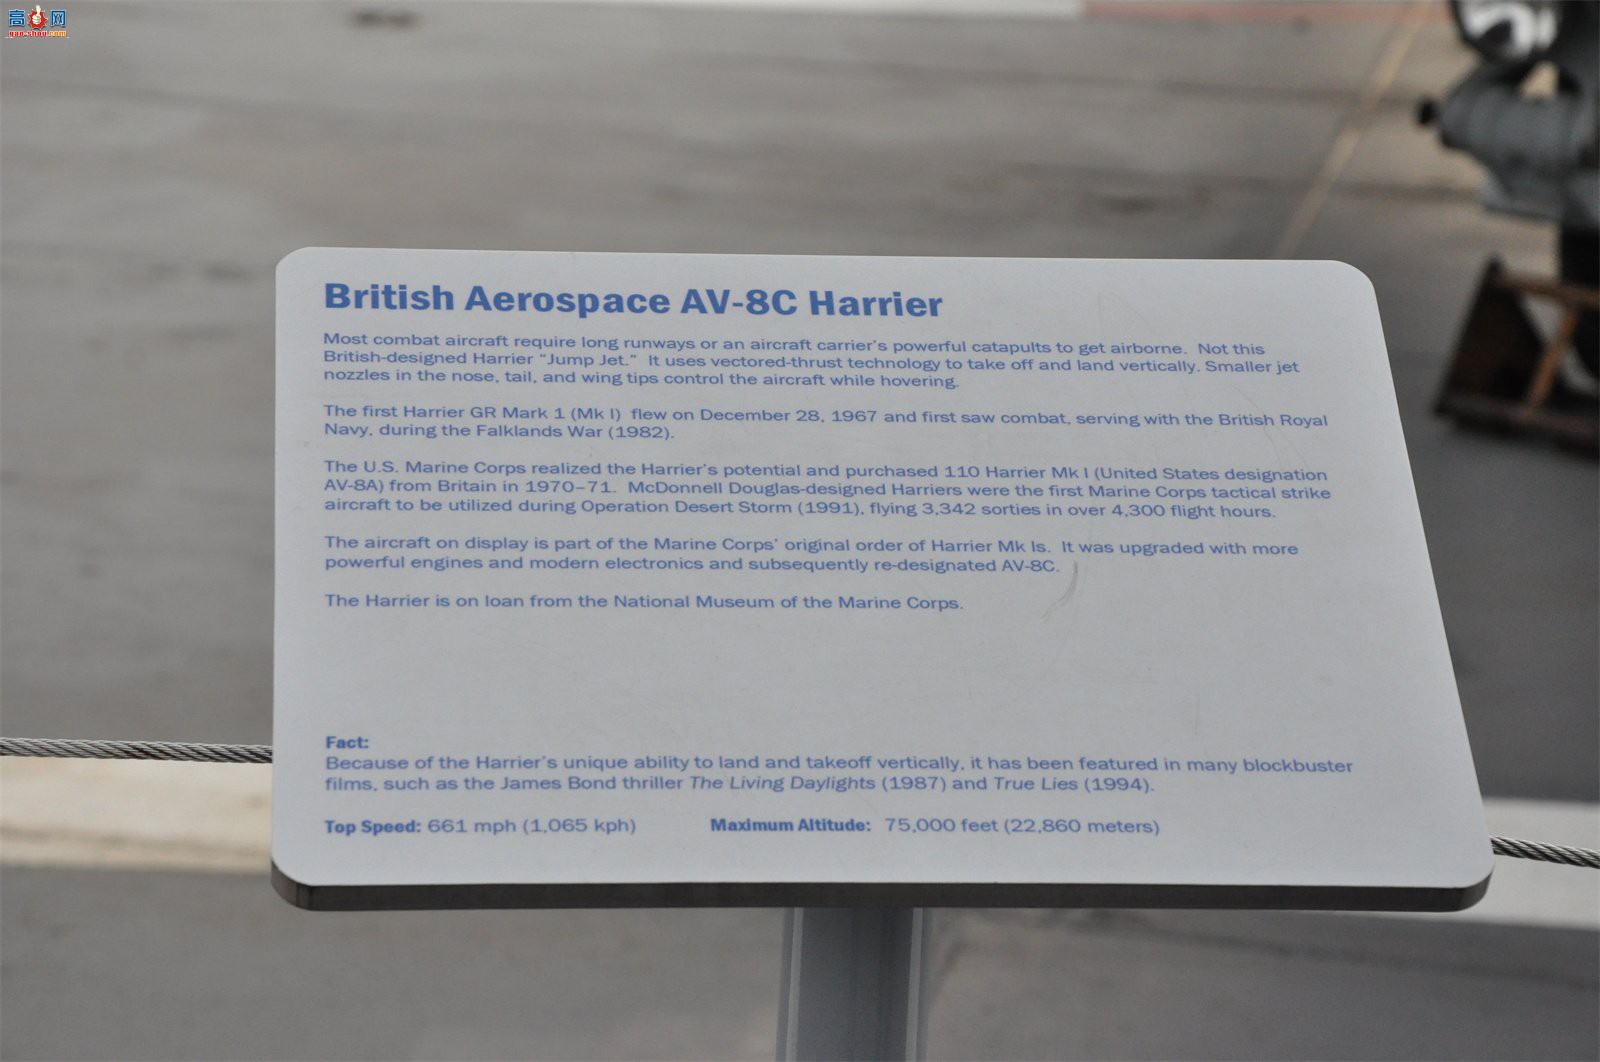 高手网
gao-shou.com
British Aerospace AV-8C Harrier
Most combat aircraft require long runways or an aircraft carrier's powerful catapults to get airborne. Not this
British-designed Harrier "Jump Jet." It uses vectored-thrust technology to take off and land vertically. Smaller jet
nozzles in the nose, tail, and wing tips control the aircraft while hovering.
The first Harrier GR Mark 1 (Mk I) flew on December 28, 1967 and first saw combat, serving with the British Royal
Navy, during the Falklands War (1982).
The U.S. Marine Corps realized the Harrier's potential and purchased 110 Harrier Mk I (United States designation
AV-8A) from Britain in 1970–71. McDonnell Douglas-designed Harriers were the first Marine Corps tactical strike
aircraft to be utilized during Operation Desert Storm (1991), flying 3,342 sorties in over 4,300 flight hours.
The aircraft on display is part of the Marine Corps' original order of Harrier Mk Is. It was upgraded with more
powerful engines and modern electronics and subsequently re-designated AV-8C.
The Harrier is on loan from the National Museum of the Marine Corps.
Fact:
Because of the Harrier's unique ability to land and takeoff vertically, it has been featured in many blockbuster
films, such as the James Bond thriller The Living Daylights (1987) and True Lies (1994).
Top Speed: 661 mph (1,065 kph) Maximum Altitude: 75,000 feet (22,860 meters)